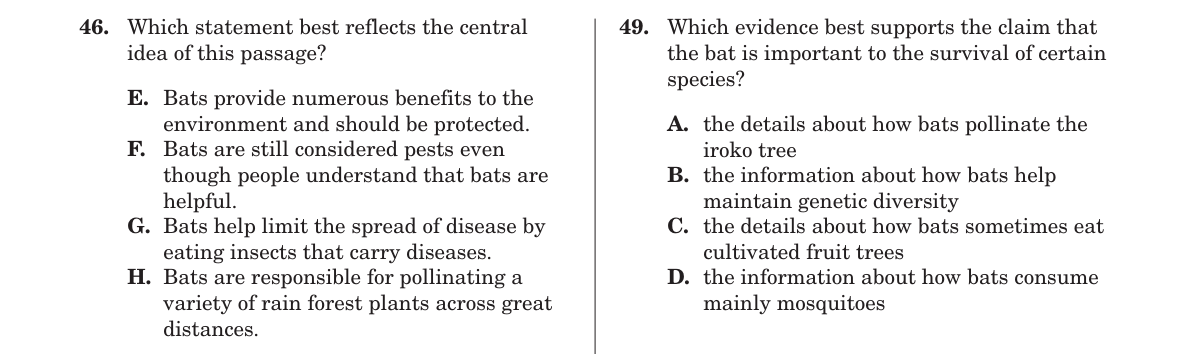 46. Which statement best reflects the central
idea of this passage?
E. Bats provide numerous benefits to the
environment and should be protected.
F. Bats are still considered pests even
though people understand that bats are
helpful.
G. Bats help limit the spread of disease by
eating insects that carry diseases.
H. Bats are responsible for pollinating a
variety of rain forest plants across great
distances.
49. Which evidence best supports the claim that
the bat is important to the survival of certain
species?
A. the details about how bats pollinate the
iroko tree
B. the information about how bats help
maintain genetic diversity
C. the details about how bats sometimes eat
cultivated fruit trees
D. the information about how bats consume
mainly mosquitoes